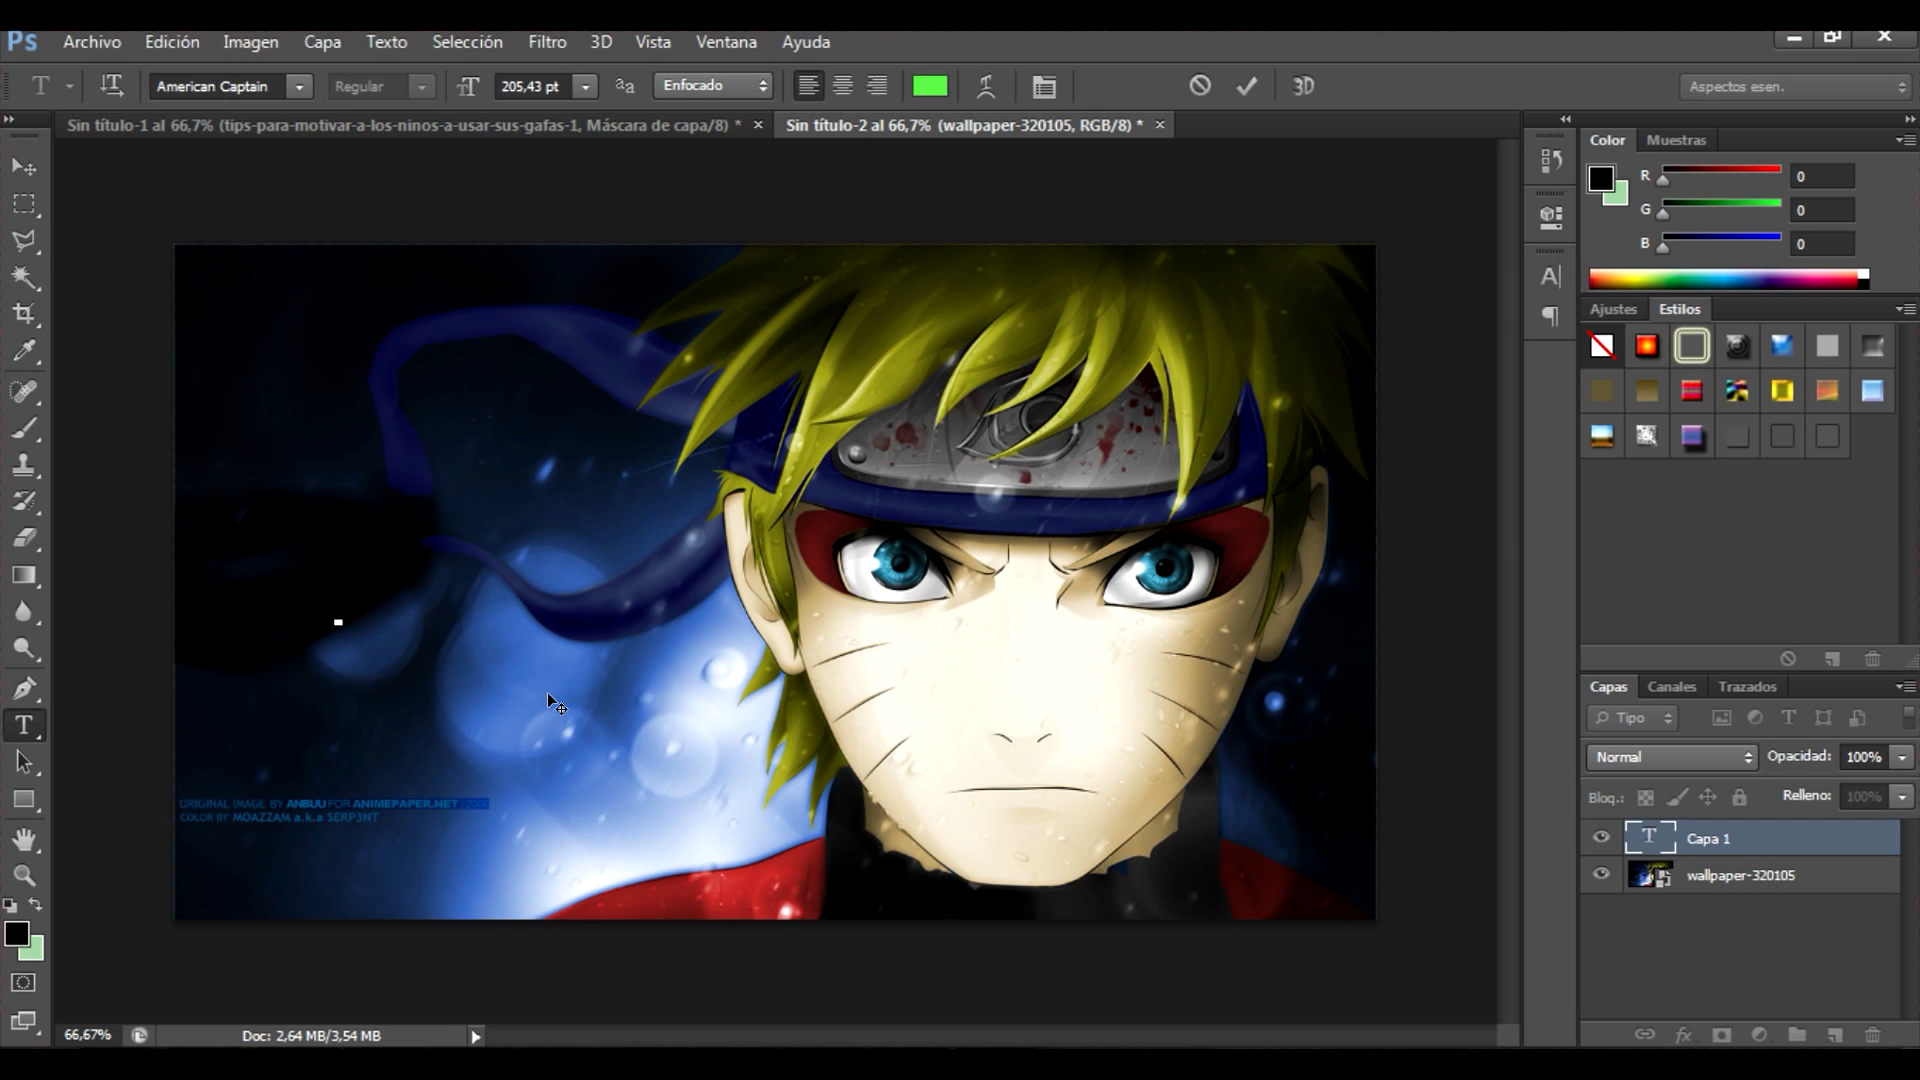 Ps Archivo Edición Imagen Capa Texto Selección Filtro 3D Vista Ventana Ayuda
T American Captain Regular 205,43 pt aa Enfocado 3D Aspectos esen.
Sin título-1 al 66,7% (tips-para-motivar-a-los-ninos-a-usar-sus-gafas-1, Máscara de capa/8) * Sin título-2 al 66,7% (wallpaper-320105, RGB/8) *
Color Muestras
R 0
G 0
B 0
Ajustes Estilos
ORIGINAL IMAGE BY ANBUU FOR ANIMEPAPER.NET
COLOR BY MOAZZAM a.k.a SERP3NT
Capas Canales Trazados
Tipo
Normal Opacidad: 100%
Bloq.: Relleno: 100%
Capa 1
wallpaper-320105
66,67% Doc: 2,64 MB/3,54 MB